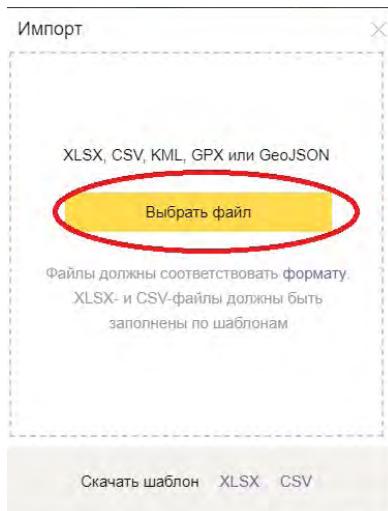 Импорт
XLSX, CSV, KML, GPX или GeoJSON
Выбрать файл
Файлы должны соответствовать формату.
XLSX- и CSV-файлы должны быть
заполнены по шаблонам
Скачать шаблон XLSX CSV